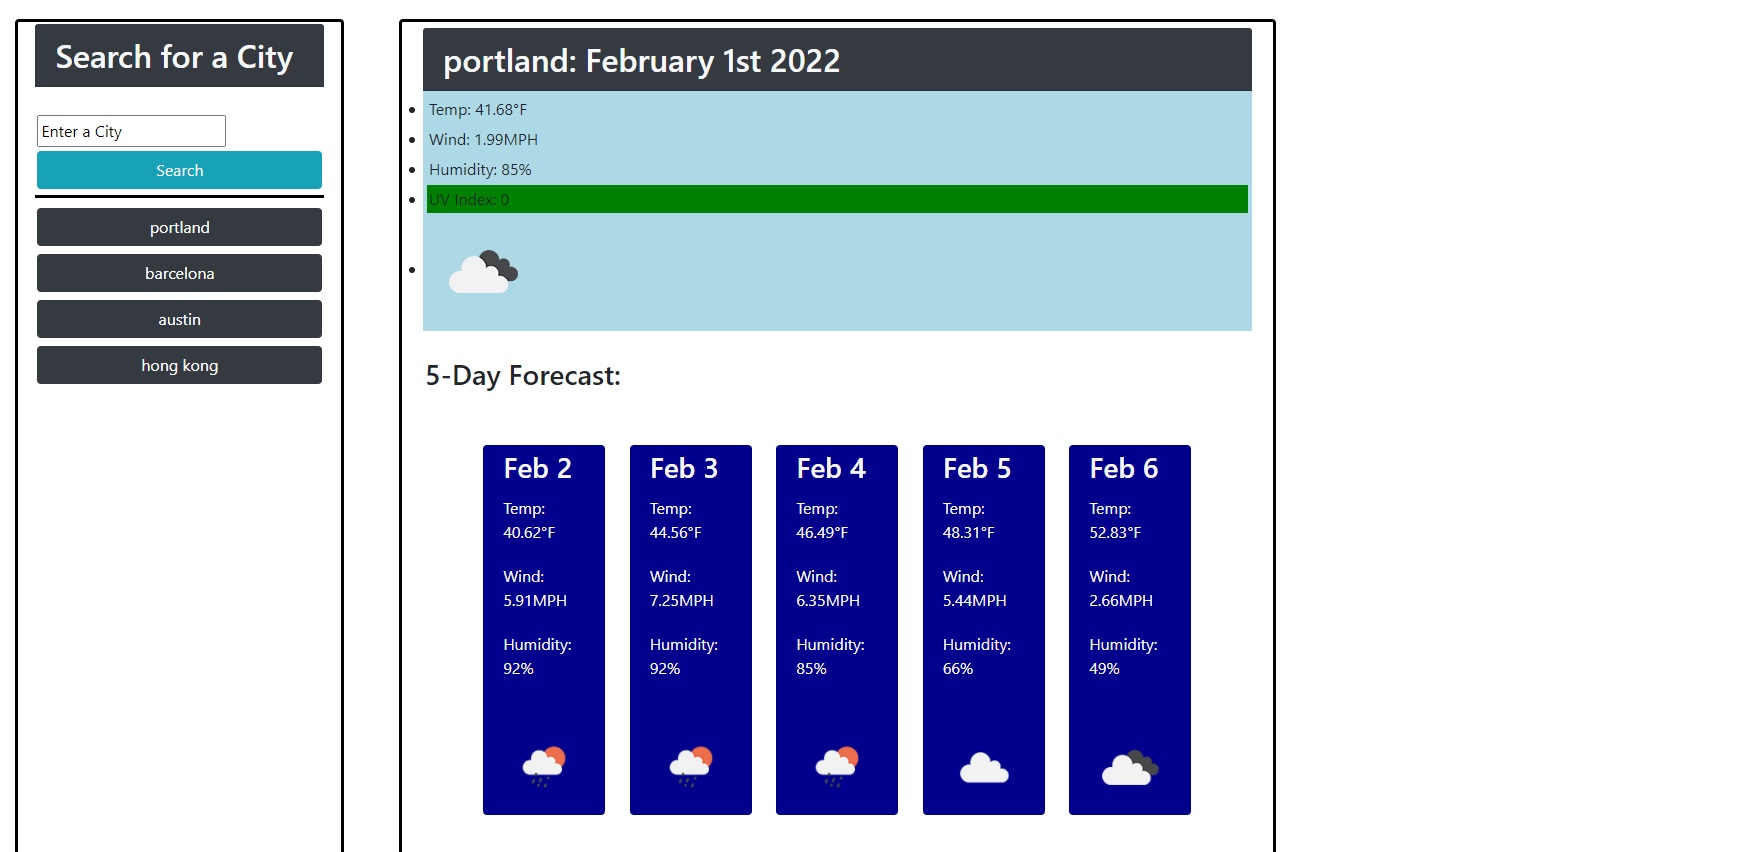 Search for a City
Enter a City
Search
portland
barcelona
austin
hong kong
portland: February 1st 2022
Temp: 41.68°F
Wind: 1.99MPH
Humidity: 85%
UV Index: 0
5-Day Forecast:
Feb 2
Temp:
40.62°F
Wind:
5.91MPH
Humidity:
92%
Feb 3
Temp:
44.56°F
Wind:
7.25MPH
Humidity:
92%
Feb 4
Temp:
46.49°F
Wind:
6.35MPH
Humidity:
85%
Feb 5
Temp:
48.31°F
Wind:
5.44MPH
Humidity:
66%
Feb 6
Temp:
52.83°F
Wind:
2.66MPH
Humidity:
49%